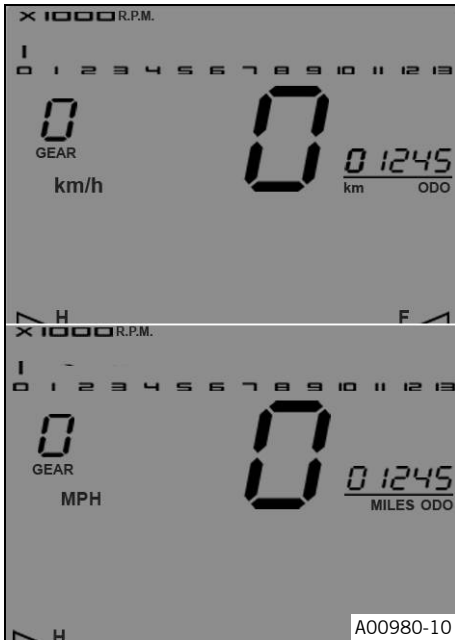 X1000 R.P.M.
0 1 2 3 4 5 6 7 8 9 10 11 12 13
0 0
GEAR 01245
km/h km ODO
H F
X1000 R.P.M.
0 1 2 3 4 5 6 7 8 9 10 11 12 13
0 0
GEAR 01245
MPH MILES ODO
H
A00980-10